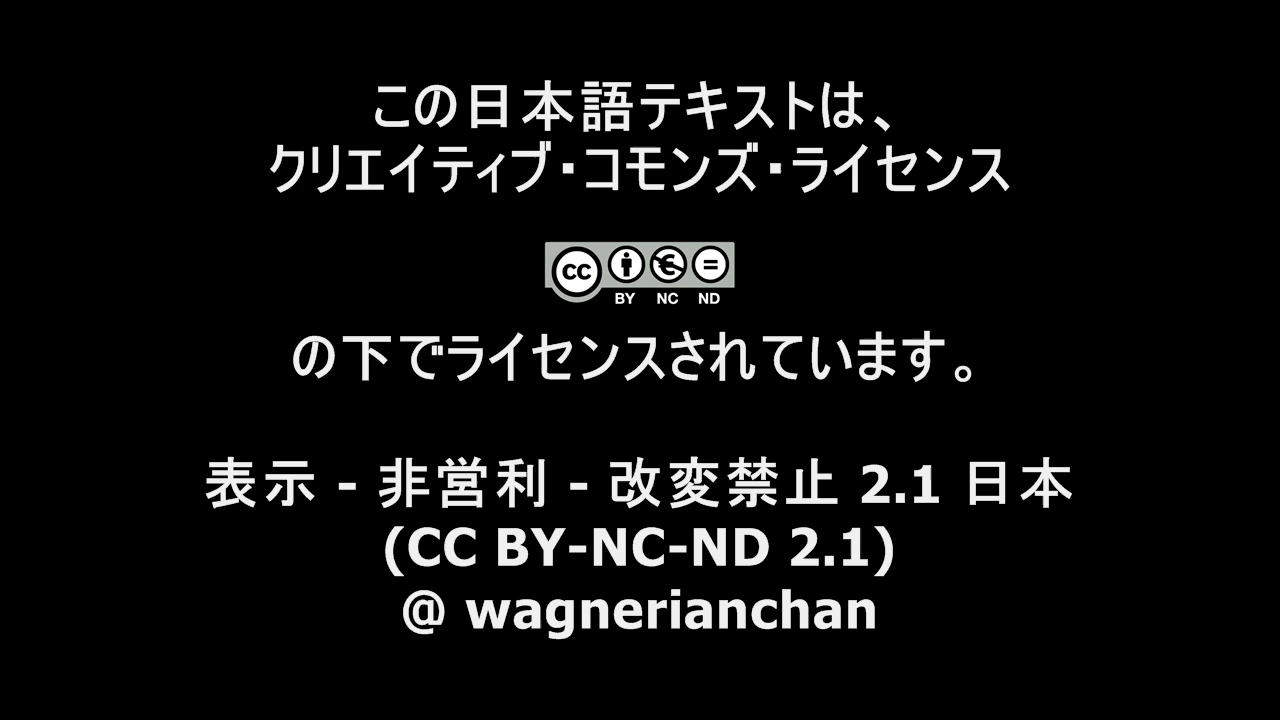 この日本語テキストは、
クリエイティブ・コモンズ・ライセンス
cc
BY NC ND
の下でライセンスされています。
表示 - 非営利 - 改変禁止 2.1 日本
(CC BY-NC-ND 2.1)
@ wagnerianchan